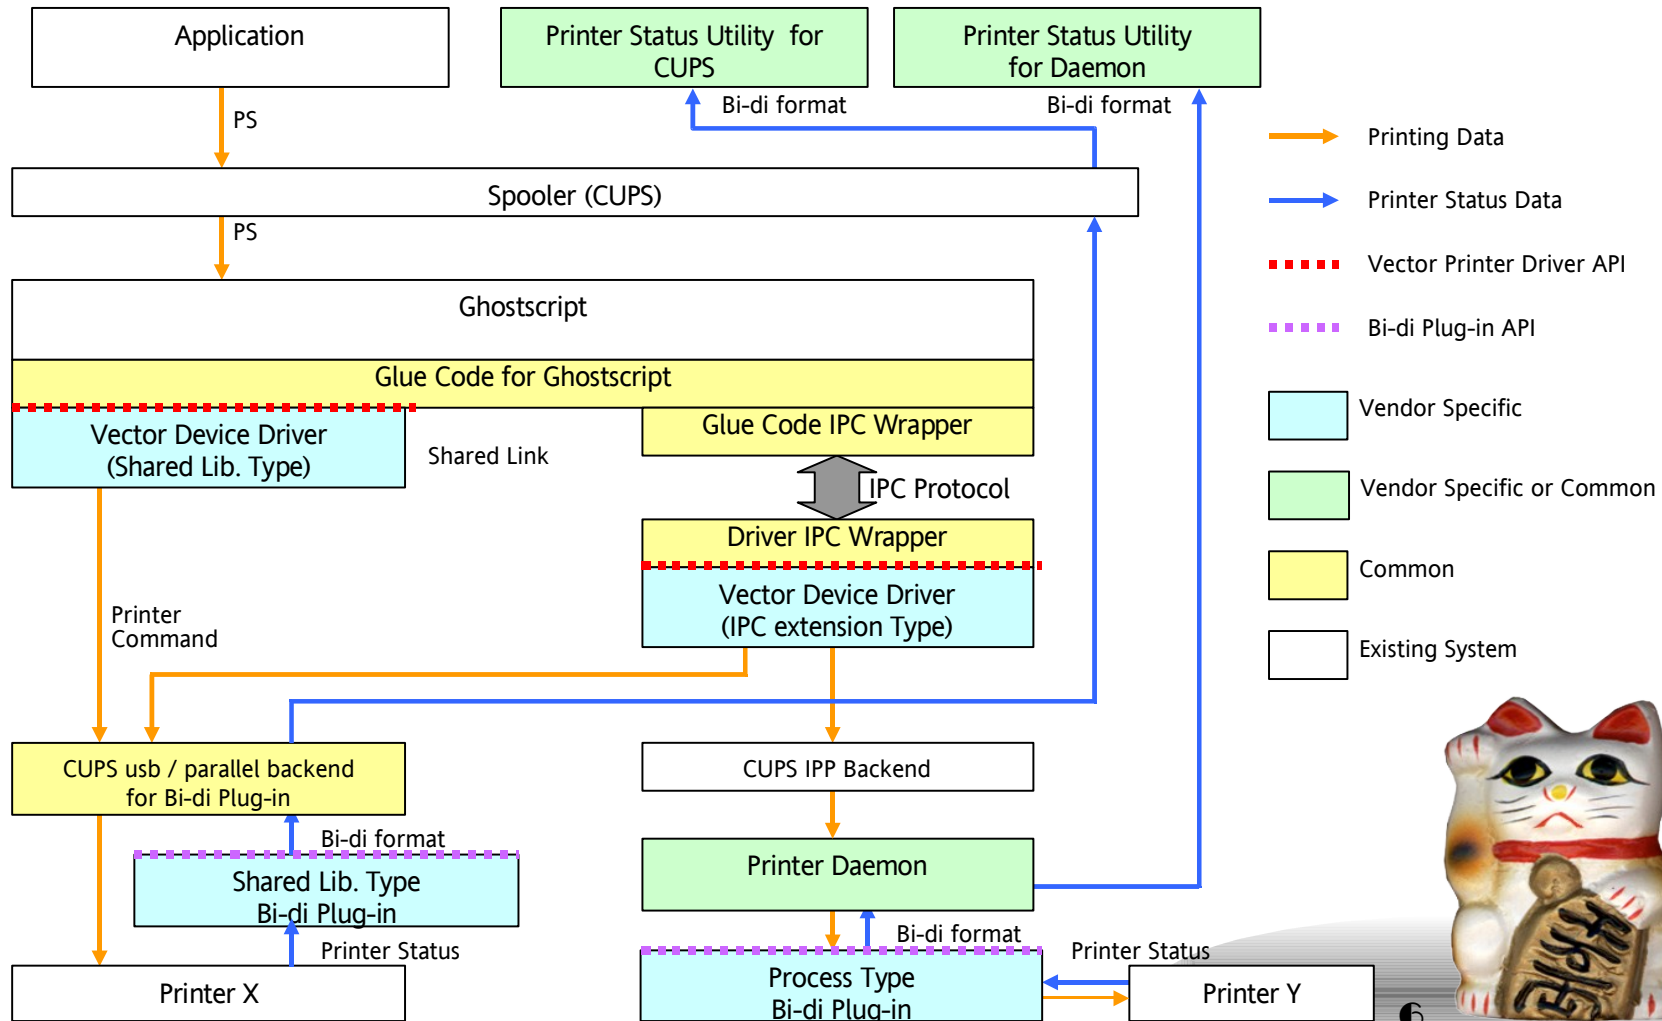 Application
Printer Status Utility for
CUPS
Printer Status Utility
for Daemon
Bi-di format
Bi-di format
PS
Printing Data
Spooler (CUPS)
Printer Status Data
PS
Vector Printer Driver API
Ghostscript
Bi-di Plug-in API
Glue Code for Ghostscript
Vendor Specific
Vector Device Driver
(Shared Lib. Type)
Shared Link
Glue Code IPC Wrapper
IPC Protocol
Vendor Specific or Common
Driver IPC Wrapper
Common
Vector Device Driver
(IPC extension Type)
Printer
Command
Existing System
CUPS usb / parallel backend
for Bi-di Plug-in
CUPS IPP Backend
Bi-di format
Shared Lib. Type
Bi-di Plug-in
Printer Daemon
Printer Status
Bi-di format
Printer Status
Printer X
Process Type
Bi-di Plug-in
Printer Y
6